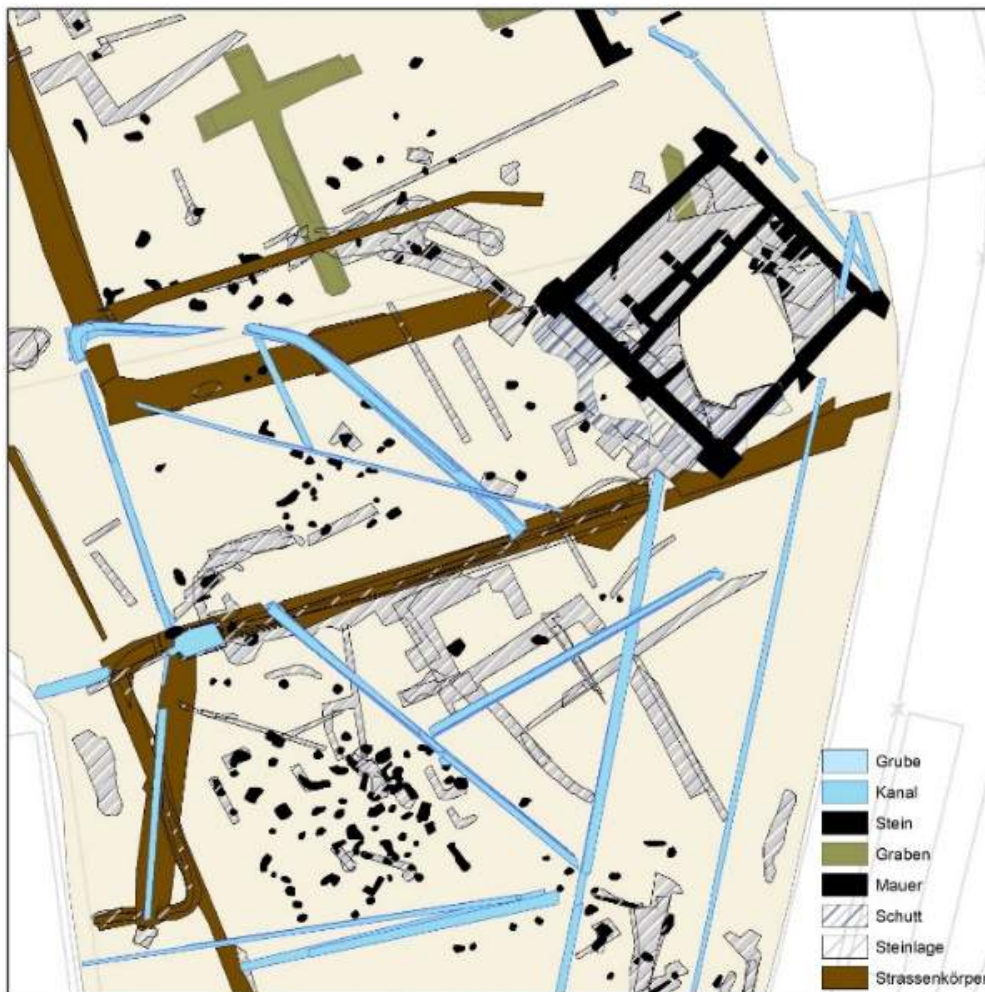 Grube
Kanal
Stein
Graben
Mauer
Schutt
Steinlage
Strassenkörper